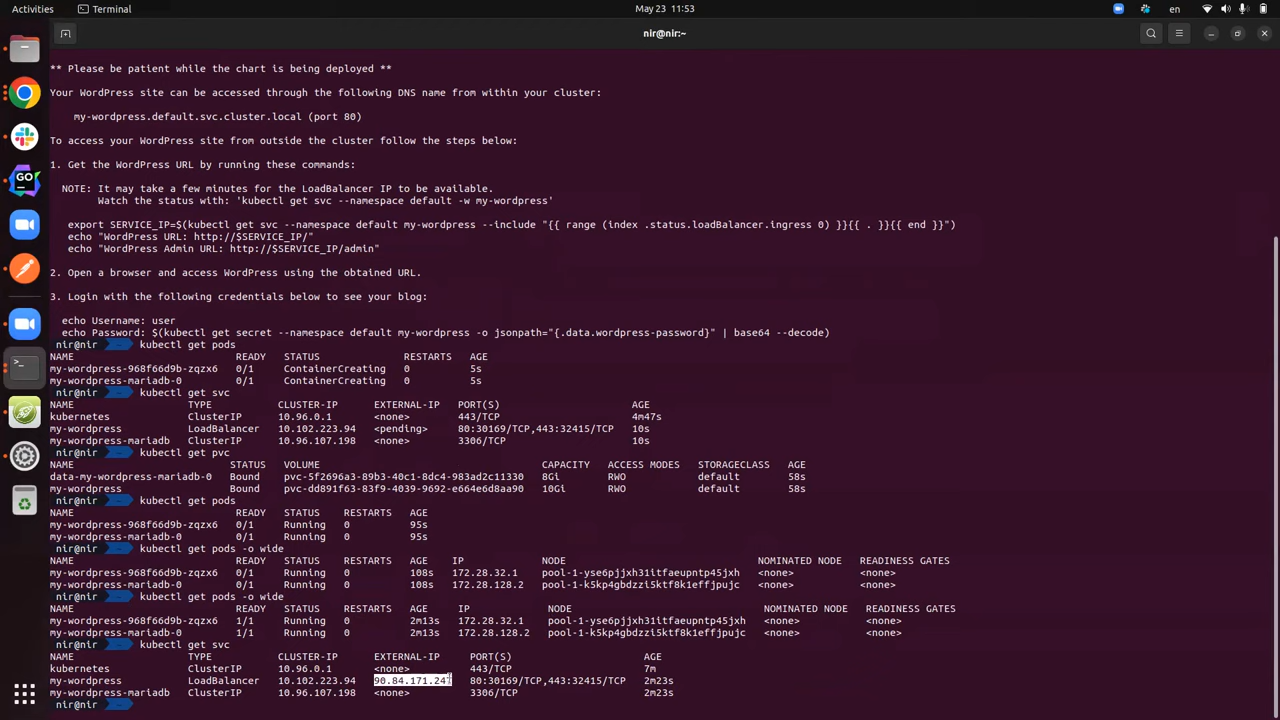 Activities
Terminal
May 23 11:53
en
nir@nir:~
** Please be patient while the chart is being deployed **
Your WordPress site can be accessed through the following DNS name from within your cluster:
my-wordpress.default.svc.cluster.local (port 80)
To access your WordPress site from outside the cluster follow the steps below:
1. Get the WordPress URL by running these commands:
NOTE: It may take a few minutes for the LoadBalancer IP to be available.
Watch the status with: 'kubectl get svc --namespace default -w my-wordpress'
export SERVICE_IP=$(kubectl get svc --namespace default my-wordpress --include "{{ range (index .status.loadBalancer.ingress 0) }}{{ . }}{{ end }}")
echo "WordPress URL: http://$SERVICE_IP/"
echo "WordPress Admin URL: http://$SERVICE_IP/admin"
2. Open a browser and access WordPress using the obtained URL.
3. Login with the following credentials below to see your blog:
echo Username: user
echo Password: $(kubectl get secret --namespace default my-wordpress -o jsonpath="{.data.wordpress-password}" | base64 --decode)
nir@nir ~ kubectl get pods
NAME READY STATUS RESTARTS AGE
my-wordpress-968f66d9b-zqzx6 0/1 ContainerCreating 0 5s
my-wordpress-mariadb-0 0/1 ContainerCreating 0 5s
nir@nir ~ kubectl get svc
NAME TYPE CLUSTER-IP EXTERNAL-IP PORT(S) AGE
kubernetes ClusterIP 10.96.0.1 <none> 443/TCP 4m47s
my-wordpress LoadBalancer 10.102.223.94 <pending> 80:30169/TCP,443:32415/TCP 10s
my-wordpress-mariadb ClusterIP 10.96.107.198 <none> 3306/TCP 10s
nir@nir ~ kubectl get pvc
NAME STATUS VOLUME CAPACITY ACCESS MODES STORAGECLASS AGE
data-my-wordpress-mariadb-0 Bound pvc-5f2696a3-89b3-40c1-8dc4-983ad2c11330 8Gi RWO default 58s
my-wordpress Bound pvc-dd891f63-83f9-4039-9692-e664e6d8aa90 10Gi RWO default 58s
nir@nir ~ kubectl get pods
NAME READY STATUS RESTARTS AGE
my-wordpress-968f66d9b-zqzx6 0/1 Running 0 95s
my-wordpress-mariadb-0 0/1 Running 0 95s
nir@nir ~ kubectl get pods -o wide
NAME READY STATUS RESTARTS AGE IP NODE NOMINATED NODE READINESS GATES
my-wordpress-968f66d9b-zqzx6 0/1 Running 0 108s 172.28.32.1 pool-1-yse6pjjxh31itfaeupntp45jxh <none> <none>
my-wordpress-mariadb-0 0/1 Running 0 108s 172.28.128.2 pool-1-k5kp4gbdzzi5ktf8k1effjpujc <none> <none>
nir@nir ~ kubectl get pods -o wide
NAME READY STATUS RESTARTS AGE IP NODE NOMINATED NODE READINESS GATES
my-wordpress-968f66d9b-zqzx6 1/1 Running 0 2m13s 172.28.32.1 pool-1-yse6pjjxh31itfaeupntp45jxh <none> <none>
my-wordpress-mariadb-0 1/1 Running 0 2m13s 172.28.128.2 pool-1-k5kp4gbdzzi5ktf8k1effjpujc <none> <none>
nir@nir ~ kubectl get svc
NAME TYPE CLUSTER-IP EXTERNAL-IP PORT(S) AGE
kubernetes ClusterIP 10.96.0.1 <none> 443/TCP 7m
my-wordpress LoadBalancer 10.102.223.94 80:30169/TCP,443:32415/TCP 2m23s
my-wordpress-mariadb ClusterIP 10.96.107.198 <none> 3306/TCP 2m23s
nir@nir ~
GO